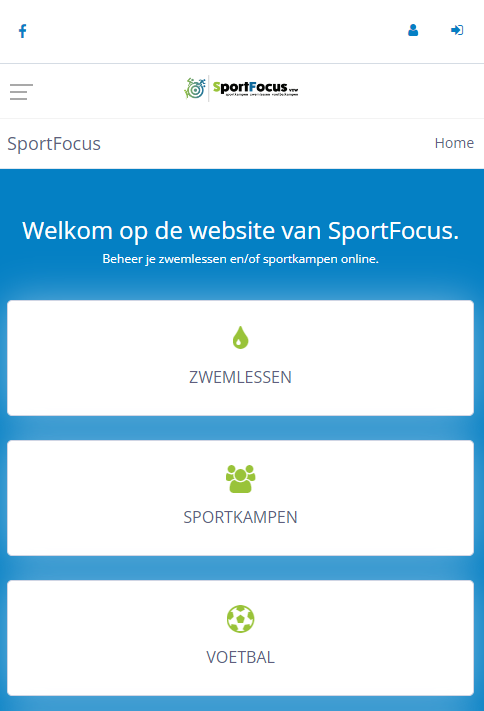 SportFocus vzw
SportFocus
Home
Welkom op de website van SportFocus.
Beheer je zwemlessen en/of sportkampen online.
ZWEMLESSEN
SPORTKAMPEN
VOETBAL